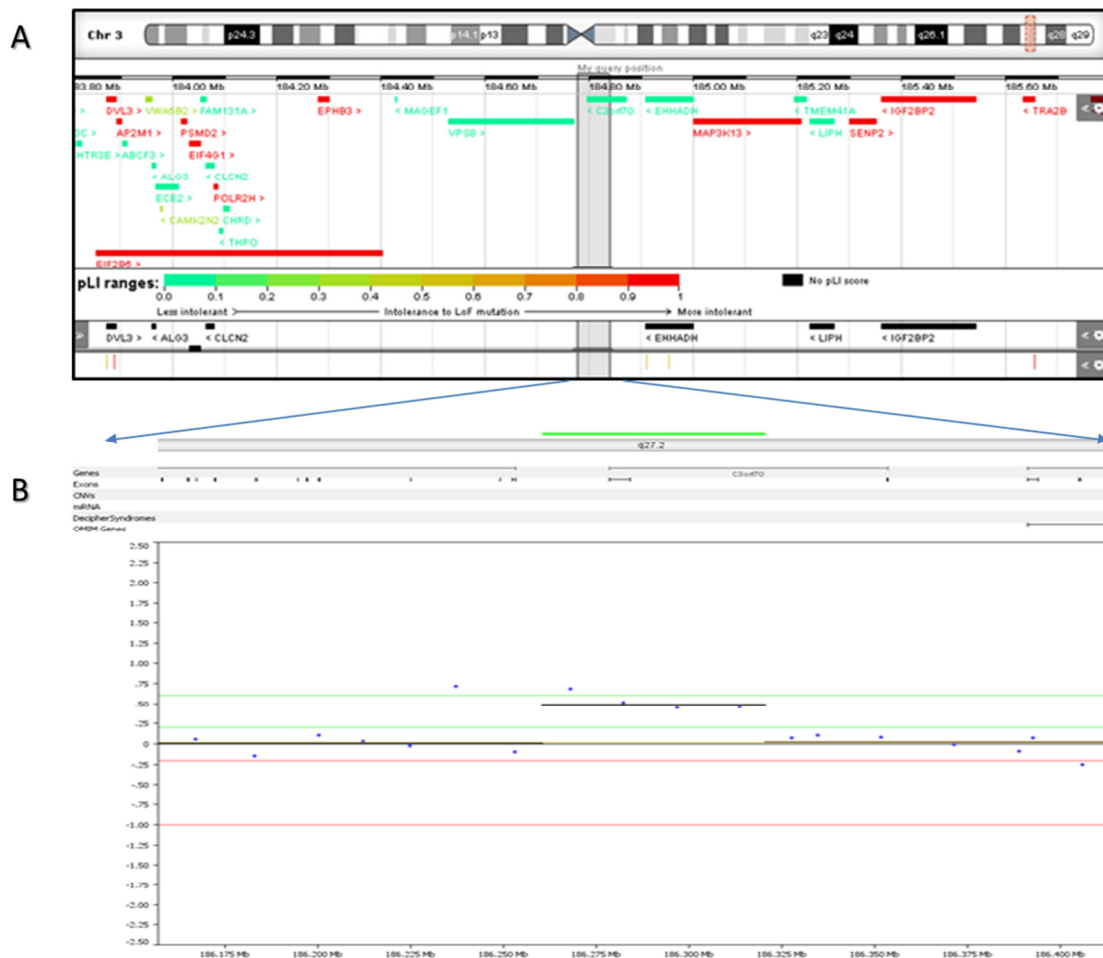 A
Chr 3
p24.3
p14.1
p13
q23
q24
q26.1
q28
q29
My query position
83.80 Mb
184.00 Mb
184.20 Mb
184.40 Mb
184.60 Mb
184.80 Mb
185.00 Mb
185.20 Mb
185.40 Mb
185.60 Mb
DVL3 >
VWA5B2 >
FAM131A >
EPHB3 >
< MAGEF1
< C3orf70
< EHHADH
< TMEM41A
< IGF2BP2
< TRA2B
3C >
AP2M1 >
PSMD2 >
VPS8 >
MAP3K13 >
< LIPH
SENP2 >
HTR3E >
ABCF3 >
EIF4G1 >
< ALG3
< CLCN2
ECE2 >
POLR2H >
< CAMK2N2
CHRD >
< THPO
EIF2B5 >
pLI ranges:
0.0
0.1
0.2
0.3
0.4
0.5
0.6
0.7
0.8
0.9
1
No pLI score
Less intolerant
Intolerance to LoF mutation
More intolerant
DVL3 >
< ALG3
< CLCN2
< EHHADH
< LIPH
< IGF2BP2
B
q27.2
Genes
C3orf70
Exons
CNVs
miRNA
DecipherSyndromes
OMIM Genes
2.50
2.25
2.00
1.75
1.50
1.25
1.00
.75
.50
.25
0
-.25
-.50
-.75
-1.00
-1.25
-1.50
-1.75
-2.00
-2.25
-2.50
186.175 Mb
186.200 Mb
186.225 Mb
186.250 Mb
186.275 Mb
186.300 Mb
186.325 Mb
186.350 Mb
186.375 Mb
186.400 Mb